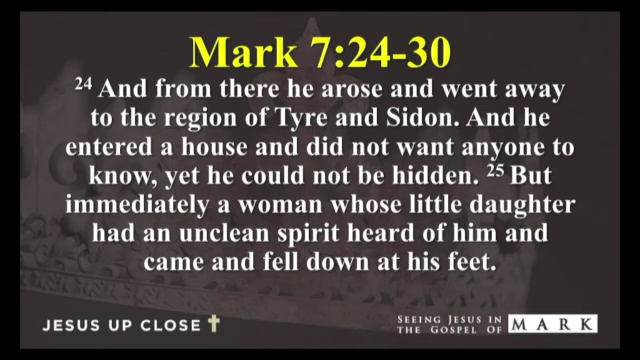 Mark 7:24-30
24 And from there he arose and went away
to the region of Tyre and Sidon. And he
entered a house and did not want anyone to
know, yet he could not be hidden. 25 But
immediately a woman whose little daughter
had an unclean spirit heard of him and
came and fell down at his feet.
JESUS UP CLOSE
SEEING JESUS IN
THE GOSPEL OF MARK